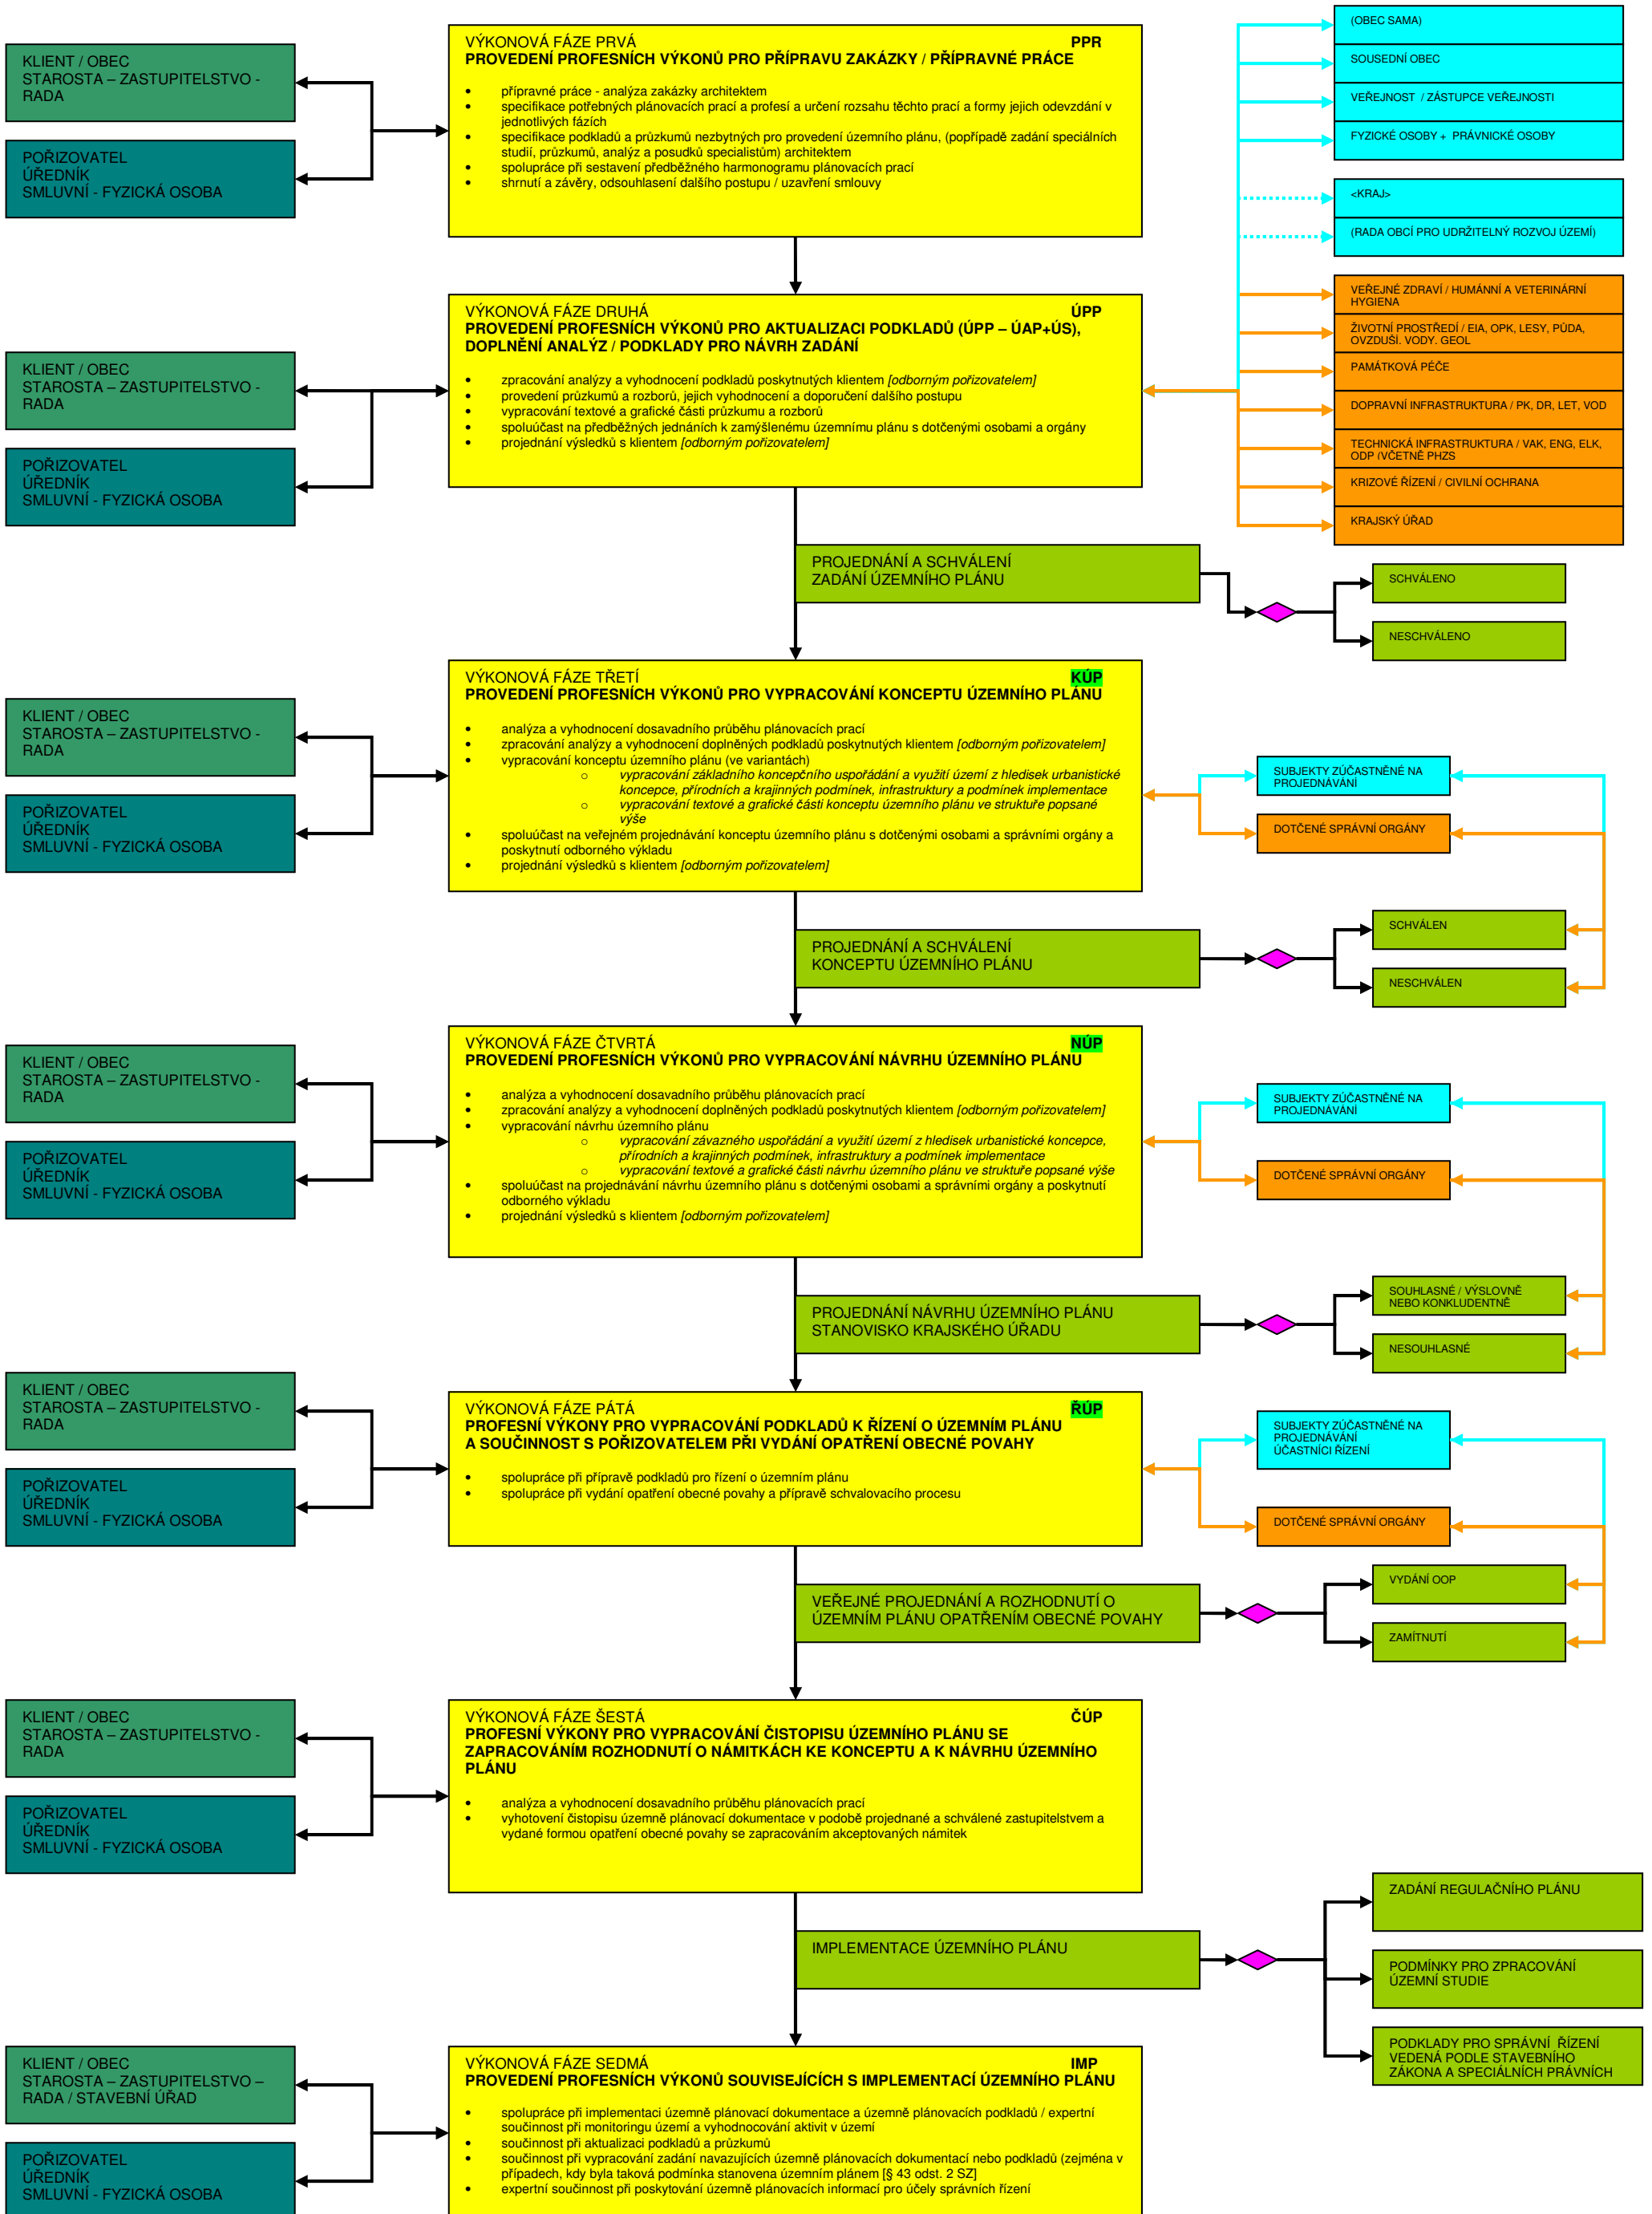 KLIENT / OBEC
STAROSTA – ZASTUPITELSTVO -
RADA
POŘIZOVATEL
ÚŘEDNÍK
SMLUVNÍ - FYZICKÁ OSOBA
VÝKONOVÁ FÁZE PRVÁ PPR
PROVEDENÍ PROFESNÍCH VÝKONŮ PRO PŘÍPRAVU ZAKÁZKY / PŘÍPRAVNÉ PRÁCE
• přípravné práce - analýza zakázky architektem
• specifikace potřebných plánovacích prací a profesí a určení rozsahu těchto prací a formy jejich odevzdání v
jednotlivých fázích
• specifikace podkladů a průzkumů nezbytných pro provedení územního plánu, (popřípadě zadání speciálních
studií, průzkumů, analýz a posudků specialistům) architektem
• spolupráce při sestavení předběžného harmonogramu plánovacích prací
• shrnutí a závěry, odsouhlasení dalšího postupu / uzavření smlouvy
(OBEC SAMA)
SOUSEDNÍ OBEC
VEŘEJNOST / ZÁSTUPCE VEŘEJNOSTI
FYZICKÉ OSOBY + PRÁVNICKÉ OSOBY
<KRAJ>
(RADA OBCÍ PRO UDRŽITELNÝ ROZVOJ ÚZEMÍ)
VEŘEJNÉ ZDRAVÍ / HUMÁNNÍ A VETERINÁRNÍ
HYGIENA
ŽIVOTNÍ PROSTŘEDÍ / EIA, OPK, LESY, PŮDA,
OVZDUŠÍ. VODY. GEOL
PAMÁTKOVÁ PÉČE
DOPRAVNÍ INFRASTRUKTURA / PK, DR, LET, VOD
TECHNICKÁ INFRASTRUKTURA / VAK, ENG, ELK,
ODP (VČETNĚ PHZS
KRIZOVÉ ŘÍZENÍ / CIVILNÍ OCHRANA
KRAJSKÝ ÚŘAD
KLIENT / OBEC
STAROSTA – ZASTUPITELSTVO -
RADA
POŘIZOVATEL
ÚŘEDNÍK
SMLUVNÍ - FYZICKÁ OSOBA
VÝKONOVÁ FÁZE DRUHÁ ÚPP
PROVEDENÍ PROFESNÍCH VÝKONŮ PRO AKTUALIZACI PODKLADŮ (ÚPP – ÚAP+ÚS),
DOPLNĚNÍ ANALÝZ / PODKLADY PRO NÁVRH ZADÁNÍ
• zpracování analýzy a vyhodnocení podkladů poskytnutých klientem [odborným pořizovatelem]
• provedení průzkumů a rozborů, jejich vyhodnocení a doporučení dalšího postupu
• vypracování textové a grafické části průzkumu a rozborů
• spoluúčast na předběžných jednáních k zamýšlenému územnímu plánu s dotčenými osobami a orgány
• projednání výsledků s klientem [odborným pořizovatelem]
PROJEDNÁNÍ A SCHVÁLENÍ
ZADÁNÍ ÚZEMNÍHO PLÁNU
SCHVÁLENO
NESCHVÁLENO
KLIENT / OBEC
STAROSTA – ZASTUPITELSTVO -
RADA
POŘIZOVATEL
ÚŘEDNÍK
SMLUVNÍ - FYZICKÁ OSOBA
VÝKONOVÁ FÁZE TŘETÍ KÚP
PROVEDENÍ PROFESNÍCH VÝKONŮ PRO VYPRACOVÁNÍ KONCEPTU ÚZEMNÍHO PLÁNU
• analýza a vyhodnocení dosavadního průběhu plánovacích prací
• zpracování analýzy a vyhodnocení doplněných podkladů poskytnutých klientem [odborným pořizovatelem]
• vypracování konceptu územního plánu (ve variantách)
o vypracování základního koncepčního uspořádání a využití území z hledisek urbanistické
koncepce, přírodních a krajinných podmínek, infrastruktury a podmínek implementace
o vypracování textové a grafické části konceptu územního plánu ve struktuře popsané
výše
• spoluúčast na veřejném projednávání konceptu územního plánu s dotčenými osobami a správními orgány a
poskytnutí odborného výkladu
• projednání výsledků s klientem [odborným pořizovatelem]
SUBJEKTY ZÚČASTNĚNÉ NA
PROJEDNÁVÁNÍ
DOTČENÉ SPRÁVNÍ ORGÁNY
PROJEDNÁNÍ A SCHVÁLENÍ
KONCEPTU ÚZEMNÍHO PLÁNU
SCHVÁLEN
NESCHVÁLEN
KLIENT / OBEC
STAROSTA – ZASTUPITELSTVO -
RADA
POŘIZOVATEL
ÚŘEDNÍK
SMLUVNÍ - FYZICKÁ OSOBA
VÝKONOVÁ FÁZE ČTVRTÁ NÚP
PROVEDENÍ PROFESNÍCH VÝKONŮ PRO VYPRACOVÁNÍ NÁVRHU ÚZEMNÍHO PLÁNU
• analýza a vyhodnocení dosavadního průběhu plánovacích prací
• zpracování analýzy a vyhodnocení doplněných podkladů poskytnutých klientem [odborným pořizovatelem]
• vypracování návrhu územního plánu
o vypracování závazného uspořádání a využití území z hledisek urbanistické koncepce,
přírodních a krajinných podmínek, infrastruktury a podmínek implementace
o vypracování textové a grafické části návrhu územního plánu ve struktuře popsané výše
• spoluúčast na projednávání návrhu územního plánu s dotčenými osobami a správními orgány a poskytnutí
odborného výkladu
• projednání výsledků s klientem [odborným pořizovatelem]
SUBJEKTY ZÚČASTNĚNÉ NA
PROJEDNÁVÁNÍ
DOTČENÉ SPRÁVNÍ ORGÁNY
PROJEDNÁNÍ NÁVRHU ÚZEMNÍHO PLÁNU
STANOVISKO KRAJSKÉHO ÚŘADU
SOUHLASNÉ / VÝSLOVNĚ
NEBO KONKLUDENTNĚ
NESOUHLASNÉ
KLIENT / OBEC
STAROSTA – ZASTUPITELSTVO -
RADA
POŘIZOVATEL
ÚŘEDNÍK
SMLUVNÍ - FYZICKÁ OSOBA
VÝKONOVÁ FÁZE PÁTÁ ŘÚP
PROFESNÍ VÝKONY PRO VYPRACOVÁNÍ PODKLADŮ K ŘÍZENÍ O ÚZEMNÍM PLÁNU
A SOUČINNOST S POŘIZOVATELEM PŘI VYDÁNÍ OPATŘENÍ OBECNÉ POVAHY
• spolupráce při přípravě podkladů pro řízení o územním plánu
• spolupráce při vydání opatření obecné povahy a přípravě schvalovacího procesu
SUBJEKTY ZÚČASTNĚNÉ NA
PROJEDNÁVÁNÍ
ÚČASTNÍCI ŘÍZENÍ
DOTČENÉ SPRÁVNÍ ORGÁNY
VEŘEJNÉ PROJEDNÁNÍ A ROZHODNUTÍ O
ÚZEMNÍM PLÁNU OPATŘENÍM OBECNÉ POVAHY
VYDÁNÍ OOP
ZAMÍTNUTÍ
KLIENT / OBEC
STAROSTA – ZASTUPITELSTVO -
RADA
POŘIZOVATEL
ÚŘEDNÍK
SMLUVNÍ - FYZICKÁ OSOBA
VÝKONOVÁ FÁZE ŠESTÁ ČÚP
PROFESNÍ VÝKONY PRO VYPRACOVÁNÍ ČISTOPISU ÚZEMNÍHO PLÁNU SE
ZAPRACOVÁNÍM ROZHODNUTÍ O NÁMITKÁCH KE KONCEPTU A K NÁVRHU ÚZEMNÍHO
PLÁNU
• analýza a vyhodnocení dosavadního průběhu plánovacích prací
• vyhotovení čistopisu územně plánovací dokumentace v podobě projednané a schválené zastupitelstvem a
vydané formou opatření obecné povahy se zapracováním akceptovaných námitek
IMPLEMENTACE ÚZEMNÍHO PLÁNU
ZADÁNÍ REGULAČNÍHO PLÁNU
PODMÍNKY PRO ZPRACOVÁNÍ
ÚZEMNÍ STUDIE
PODKLADY PRO SPRÁVNÍ ŘÍZENÍ
VEDENÁ PODLE STAVEBNÍHO
ZÁKONA A SPECIÁLNÍCH PRÁVNÍCH
KLIENT / OBEC
STAROSTA – ZASTUPITELSTVO –
RADA / STAVEBNÍ ÚŘAD
POŘIZOVATEL
ÚŘEDNÍK
SMLUVNÍ - FYZICKÁ OSOBA
VÝKONOVÁ FÁZE SEDMÁ IMP
PROVEDENÍ PROFESNÍCH VÝKONŮ SOUVISEJÍCÍCH S IMPLEMENTACÍ ÚZEMNÍHO PLÁNU
• spolupráce při implementaci územně plánovací dokumentace a územně plánovacích podkladů / expertní
součinnost při monitoringu území a vyhodnocování aktivit v území
• součinnost při aktualizaci podkladů a průzkumů
• součinnost při vypracování zadání navazujících územně plánovacích dokumentací nebo podkladů (zejména v
případech, kdy byla taková podmínka stanovena územním plánem [§ 43 odst. 2 SZ]
• expertní součinnost při poskytování územně plánovacích informací pro účely správních řízení